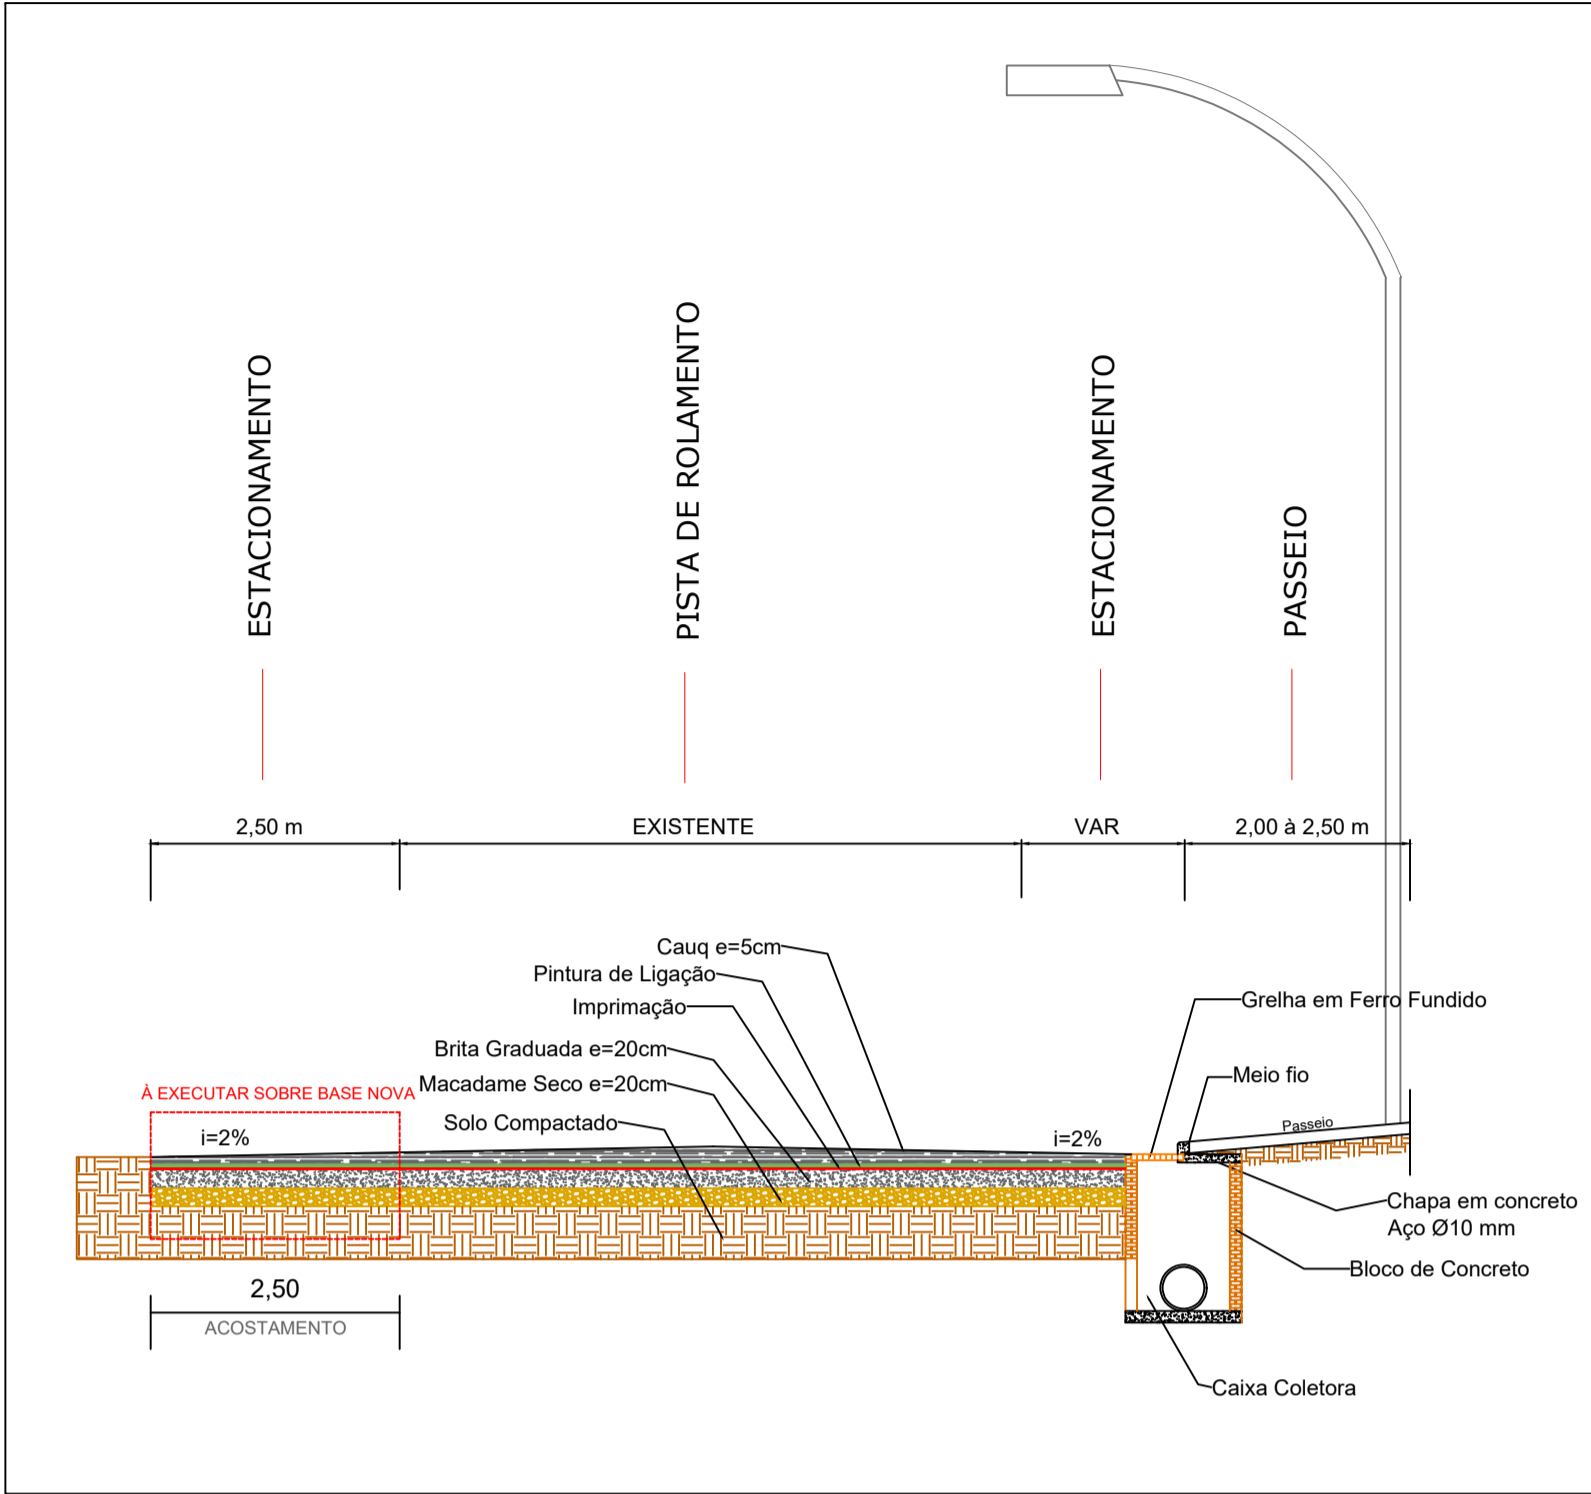 ESTACIONAMENTO
PISTA DE ROLAMENTO
ESTACIONAMENTO
PASSEIO
2,50 m
EXISTENTE
VAR
2,00 à 2,50 m
Cauq e=5cm
Pintura de Ligação
Imprimação
Brita Graduada e=20cm
Macadame Seco e=20cm
Solo Compactado
À EXECUTAR SOBRE BASE NOVA
i=2%
i=2%
Grelha em Ferro Fundido
Meio fio
Passeio
Chapa em concreto
Aço Ø10 mm
Bloco de Concreto
2,50
ACOSTAMENTO
Caixa Coletora